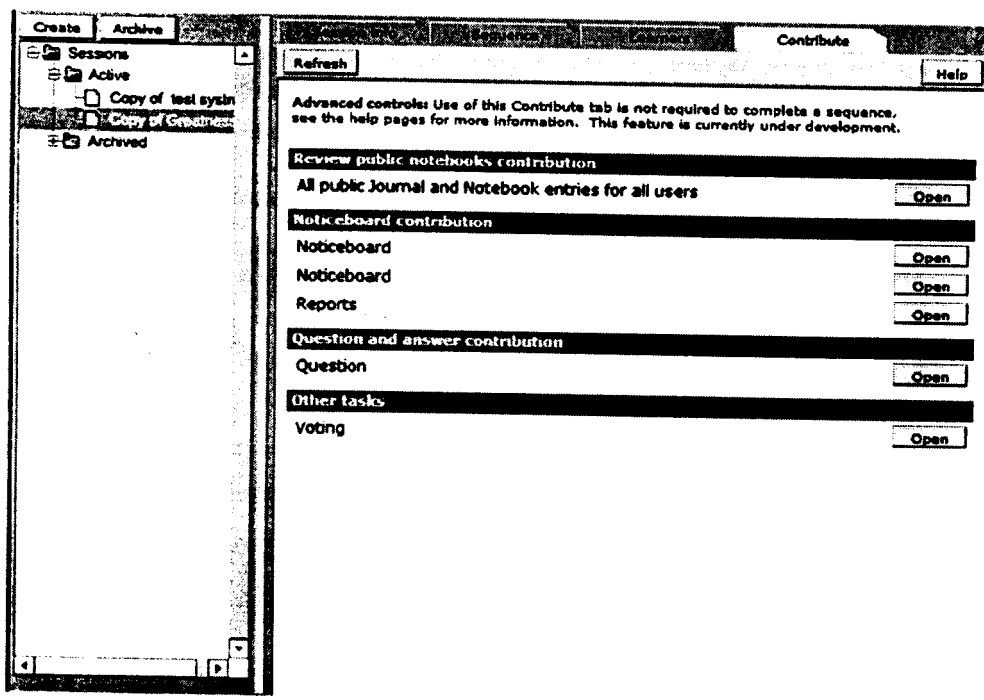 Create Archive
Sessions
Active
Copy of test systm
Copy of
Archived
Sequence Learners Contribute
Refresh
Help
Advanced controls: Use of this Contribute tab is not required to complete a sequence,
see the help pages for more information. This feature is currently under development.
Review public notebooks contribution
All public Journal and Notebook entries for all users Open
Noticeboard contribution
Noticeboard Open
Noticeboard Open
Reports Open
Question and answer contribution
Question Open
Other tasks
Voting Open